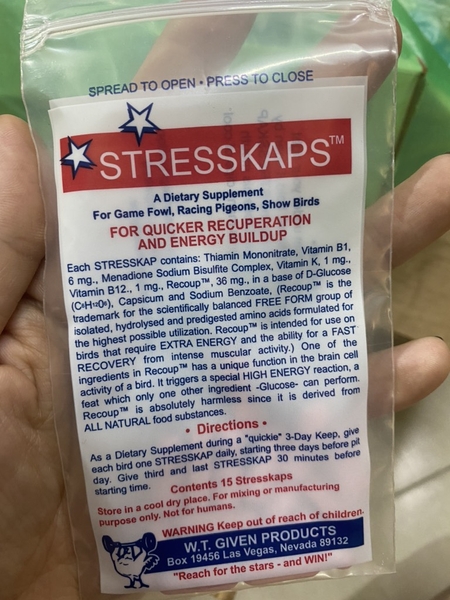 SPREAD TO OPEN • PRESS TO CLOSE
STRESSKAPS™
A Dietary Supplement
For Game Fowl, Racing Pigeons, Show Birds
FOR QUICKER RECUPERATION
AND ENERGY BUILDUP
Each STRESSKAP contains: Thiamin Mononitrate, Vitamin B1,
6 mg., Menadione Sodium Bisulfite Complex, Vitamin K, 1 mg.,
Vitamin B12., 1 mg., Recoup™, 36 mg., in a base of D-Glucose
Capsicum and Sodium Benzoate, (Recoup™ is the
trademark for the scientifically balanced FREE FORM group of
isolated, hydrolysed and predigested amino acids formulated for
the highest possible utilization. Recoup™ is intended for use on
birds that require EXTRA ENERGY and the ability for a FAST
RECOVERY from intense muscular activity.) One of the
ingredients in Recoup™ has a unique function in the brain cell
activity of a bird. It triggers a special HIGH ENERGY reaction, a
feat which only one other ingredient -Glucose- can perform.
Recoup™ is absolutely harmless since it is derived from
ALL NATURAL food substances.
• Directions •
As a Dietary Supplement during a "quickie" 3-Day Keep, give
each bird one STRESSKAP daily, starting three days before pit
day. Give third and last STRESSKAP 30 minutes before
starting time.
Contents 15 Stresskaps
Store in a cool dry place. For mixing or manufacturing
purpose only. Not for humans.
WARNING Keep out of reach of children.
W.T. GIVEN PRODUCTS
Box 19456 Las Vegas, Nevada 89132
"Reach for the stars - and WIN!"